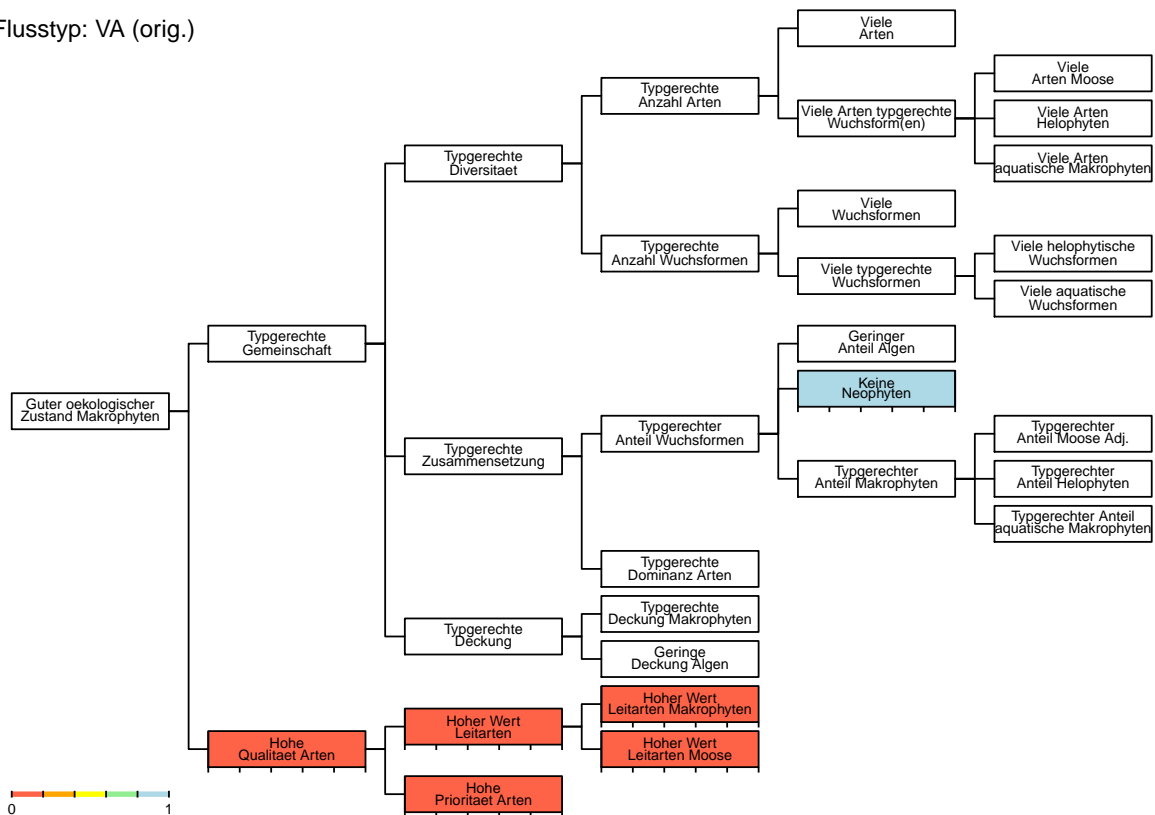 Flusstyp: VA (orig.)
Viele
Arten
Typgerechte
Anzahl Arten
Viele
Arten Moose
Viele Arten typgerechte
Wuchsform(en)
Viele Arten
Helophyten
Viele Arten
aquatische Makrophyten
Typgerechte
Diversitaet
Viele
Wuchsformen
Typgerechte
Anzahl Wuchsformen
Viele typgerechte
Wuchsformen
Viele helophytische
Wuchsformen
Viele aquatische
Wuchsformen
Typgerechte
Gemeinschaft
Geringer
Anteil Algen
Keine
Neophyten
Guter oekologischer
Zustand Makrophyten
Typgerechte
Zusammensetzung
Typgerechter
Anteil Wuchsformen
Typgerechter
Anteil Makrophyten
Typgerechter
Anteil Moose Adj.
Typgerechter
Anteil Helophyten
Typgerechter Anteil
aquatische Makrophyten
Typgerechte
Dominanz Arten
Typgerechte
Deckung
Typgerechte
Deckung Makrophyten
Geringe
Deckung Algen
Hohe
Qualitaet Arten
Hoher Wert
Leitarten
Hoher Wert
Leitarten Makrophyten
Hoher Wert
Leitarten Moose
Hohe
Prioritaet Arten
0 1